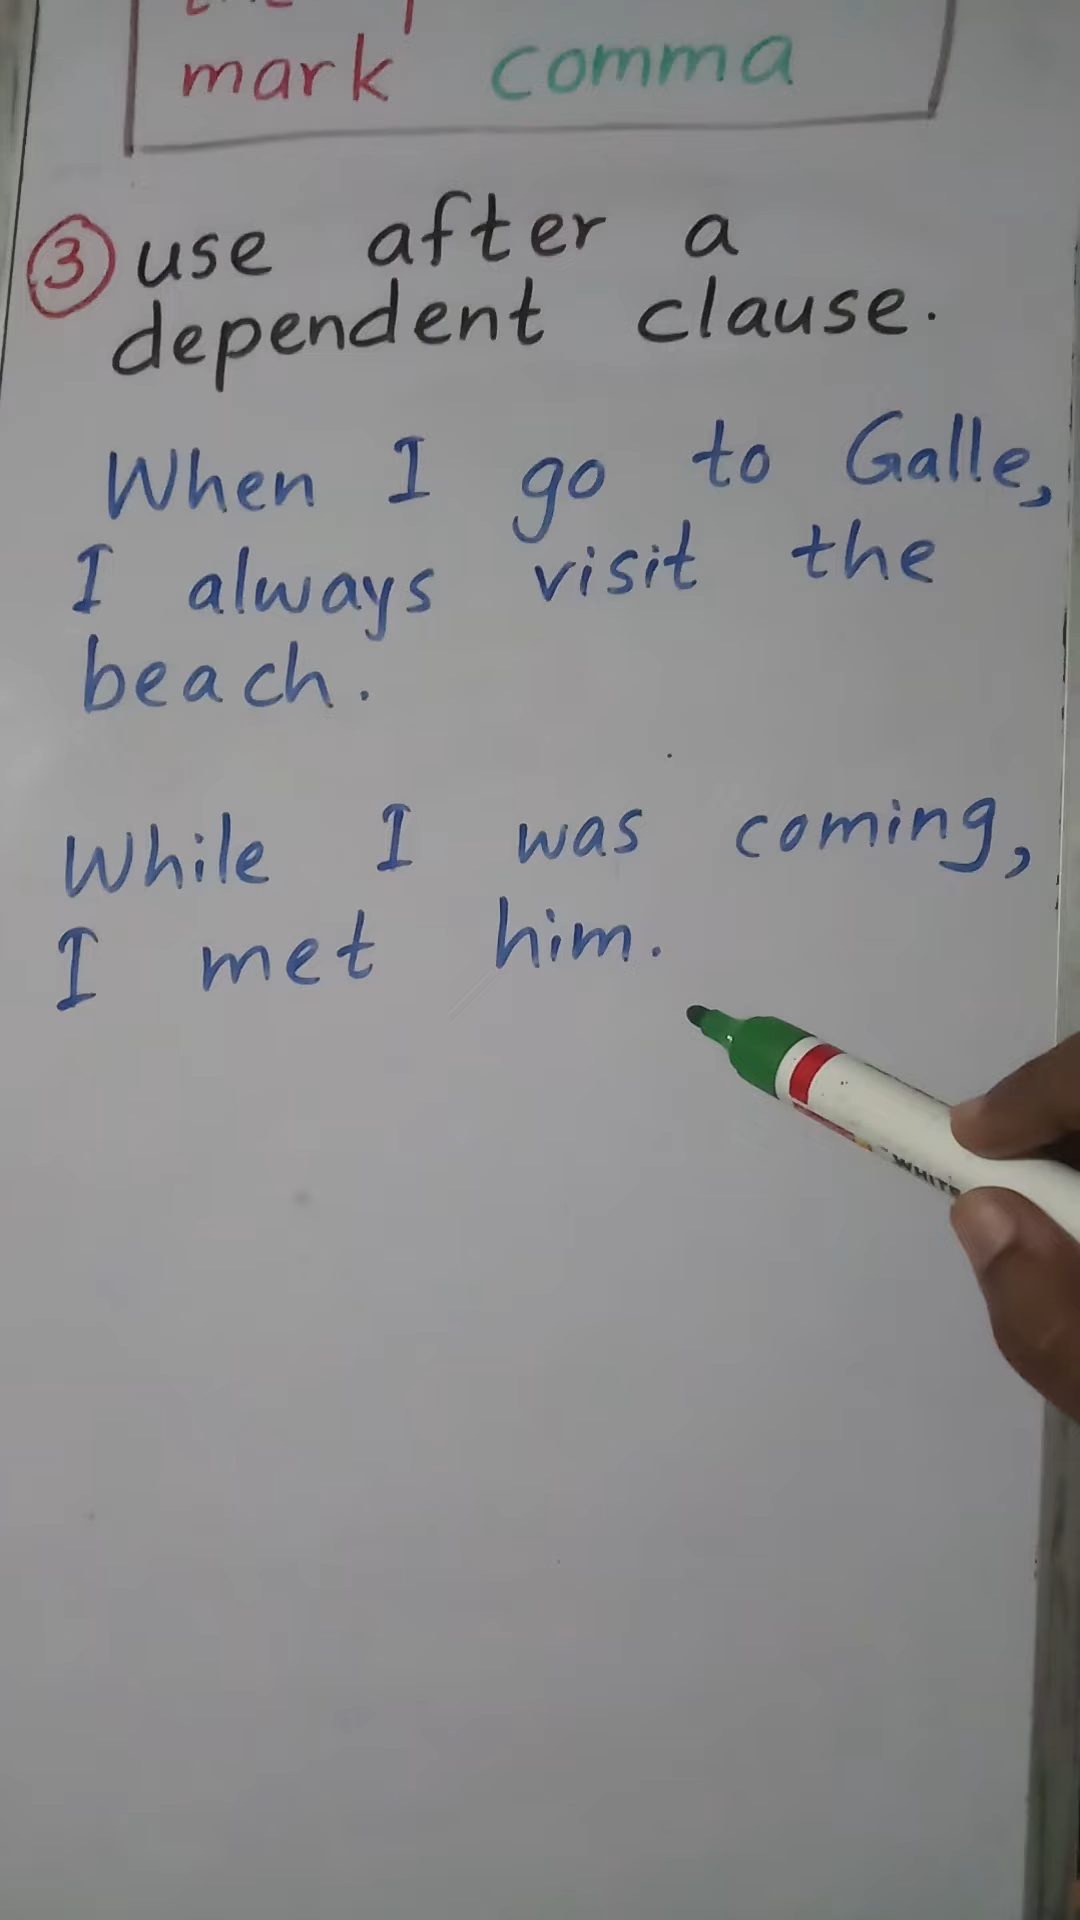 mark comma
3 use after a
dependent clause.
When I go to Galle,
I always visit the
beach.
While I was coming,
I met him.
WHITE